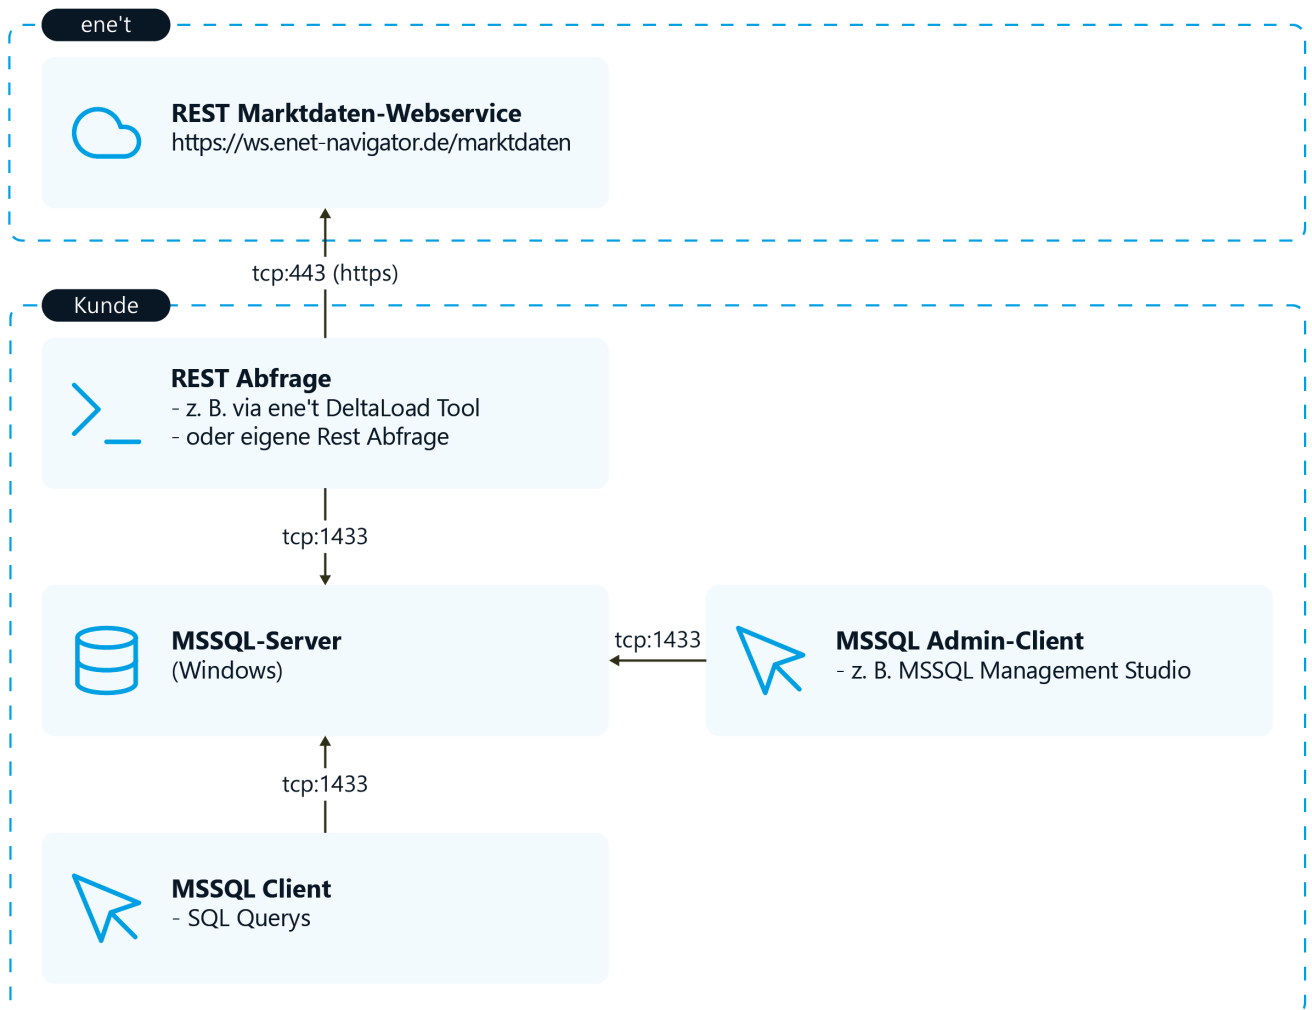 ene't
REST Marktdaten-Webservice
https://ws.enet-navigator.de/marktdaten
tcp:443 (https)
Kunde
REST Abfrage
- z. B. via ene't DeltaLoad Tool
- oder eigene Rest Abfrage
tcp:1433
MSSQL-Server
(Windows)
tcp:1433
MSSQL Admin-Client
- z. B. MSSQL Management Studio
tcp:1433
MSSQL Client
- SQL Querys